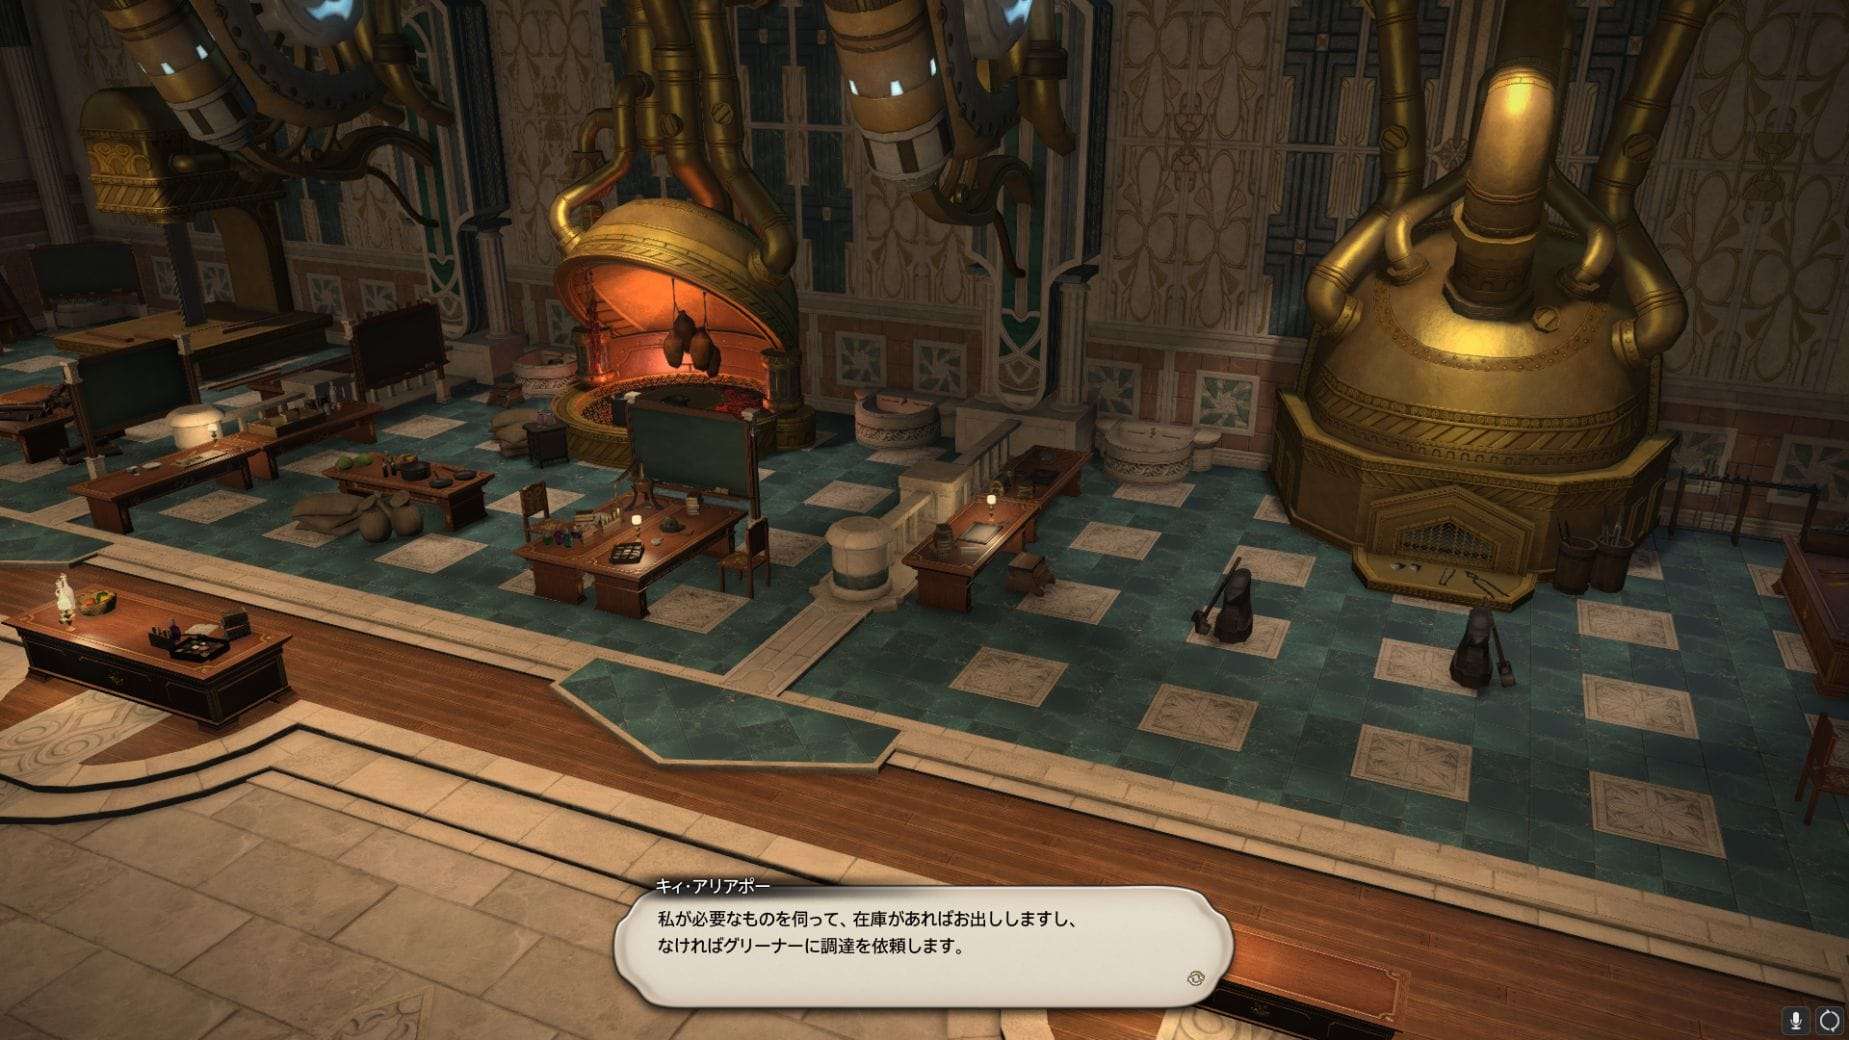 キィ・アリアポー
私が必要なものを伺って、在庫があればお出ししますし、
なければグリーナーに調達を依頼します。